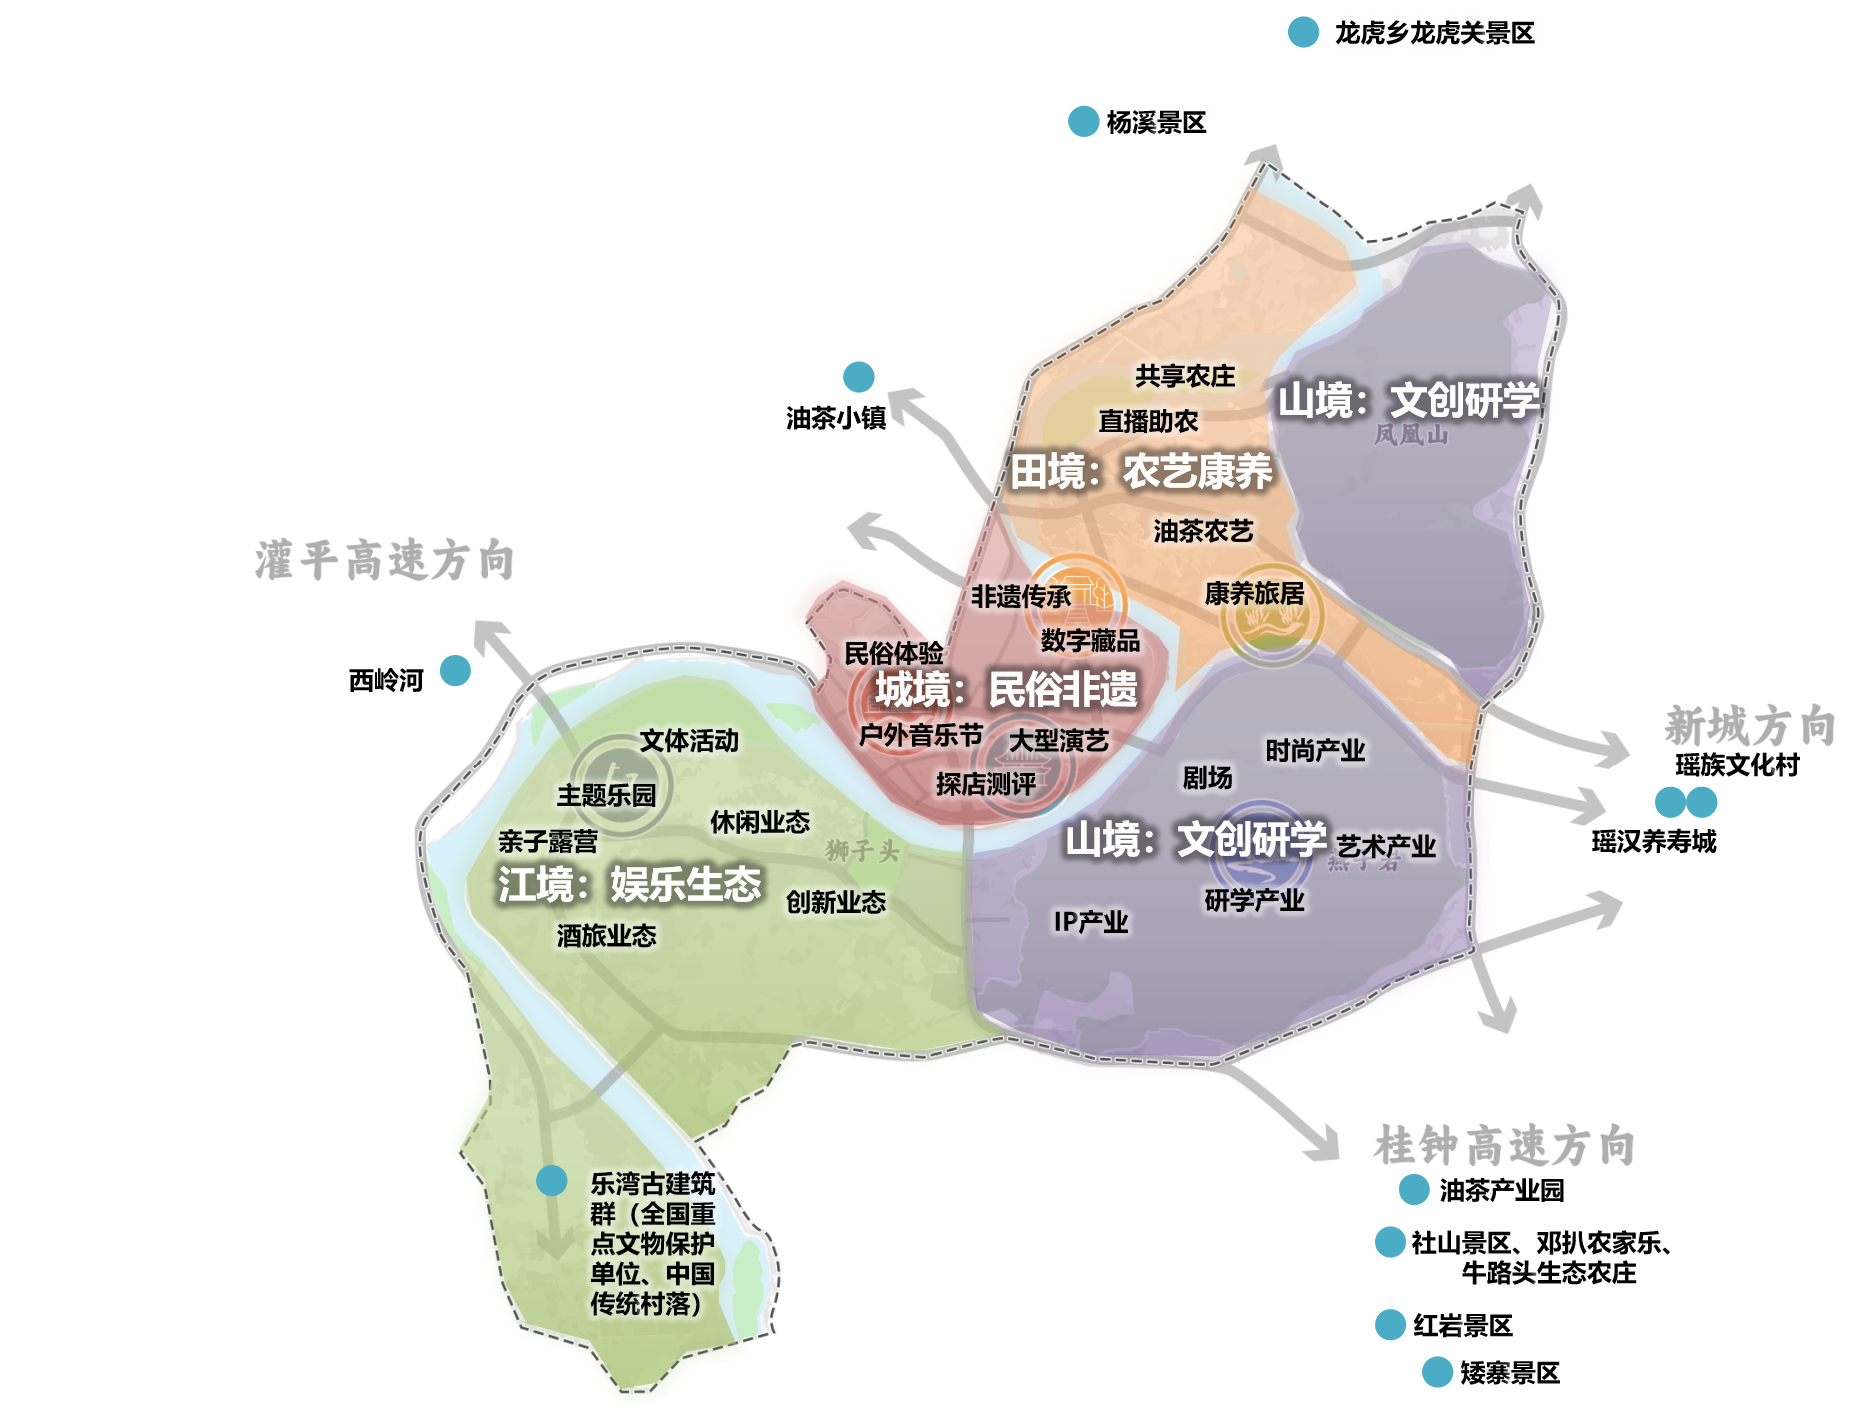 龙虎乡龙虎关景区
杨溪景区
油茶小镇
共享农庄
直播助农
山境：文创研学
凤凰山
田境：农艺康养
油茶农艺
灌平高速方向
非遗传承
康养旅居
数字藏品
民俗体验
西岭河
城境：民俗非遗
户外音乐节
大型演艺
探店测评
新城方向
瑶族文化村
瑶汉养寿城
文体活动
主题乐园
休闲业态
亲子露营
狮子头
江境：娱乐生态
创新业态
酒旅业态
时尚产业
剧场
山境：文创研学
艺术产业
燕子岩
研学产业
IP产业
桂钟高速方向
油茶产业园
社山景区、邓扒农家乐、
牛路头生态农庄
红岩景区
矮寨景区
乐湾古建筑
群（全国重
点文物保护
单位、中国
传统村落）